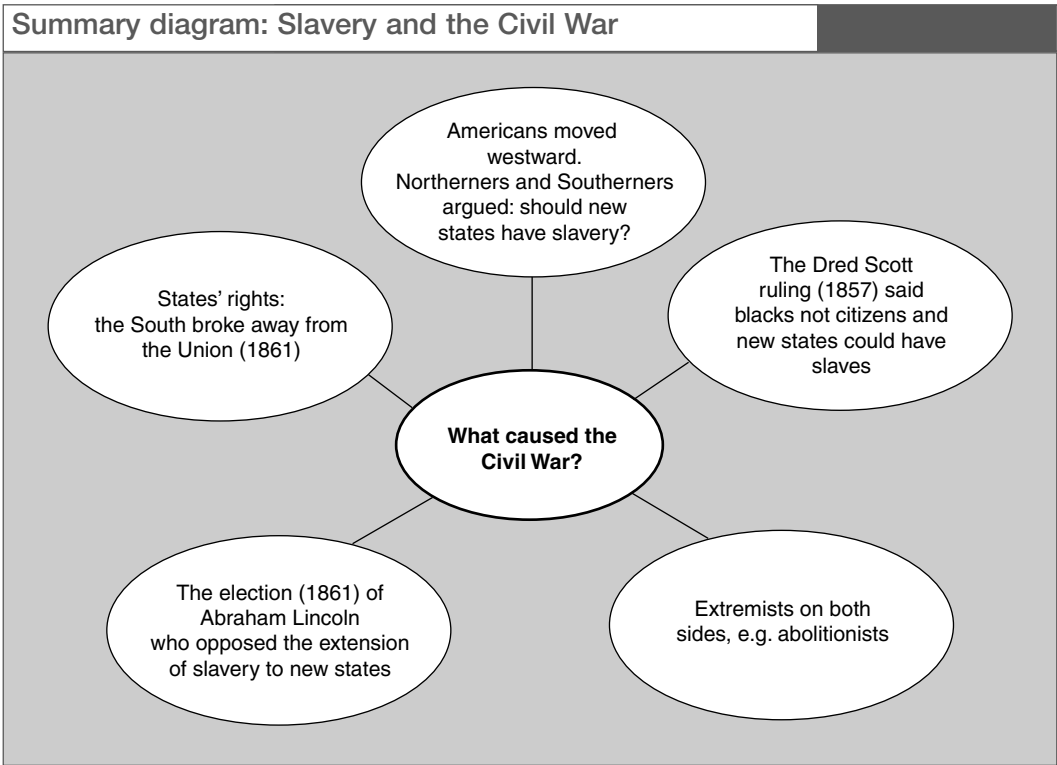 Summary diagram: Slavery and the Civil War
Americans moved
westward.
Northerners and Southerners
argued: should new
states have slavery?
The Dred Scott
ruling (1857) said
blacks not citizens and
new states could have
slaves
States' rights:
the South broke away from
the Union (1861)
What caused the
Civil War?
The election (1861) of
Abraham Lincoln
who opposed the extension
of slavery to new states
Extremists on both
sides, e.g. abolitionists